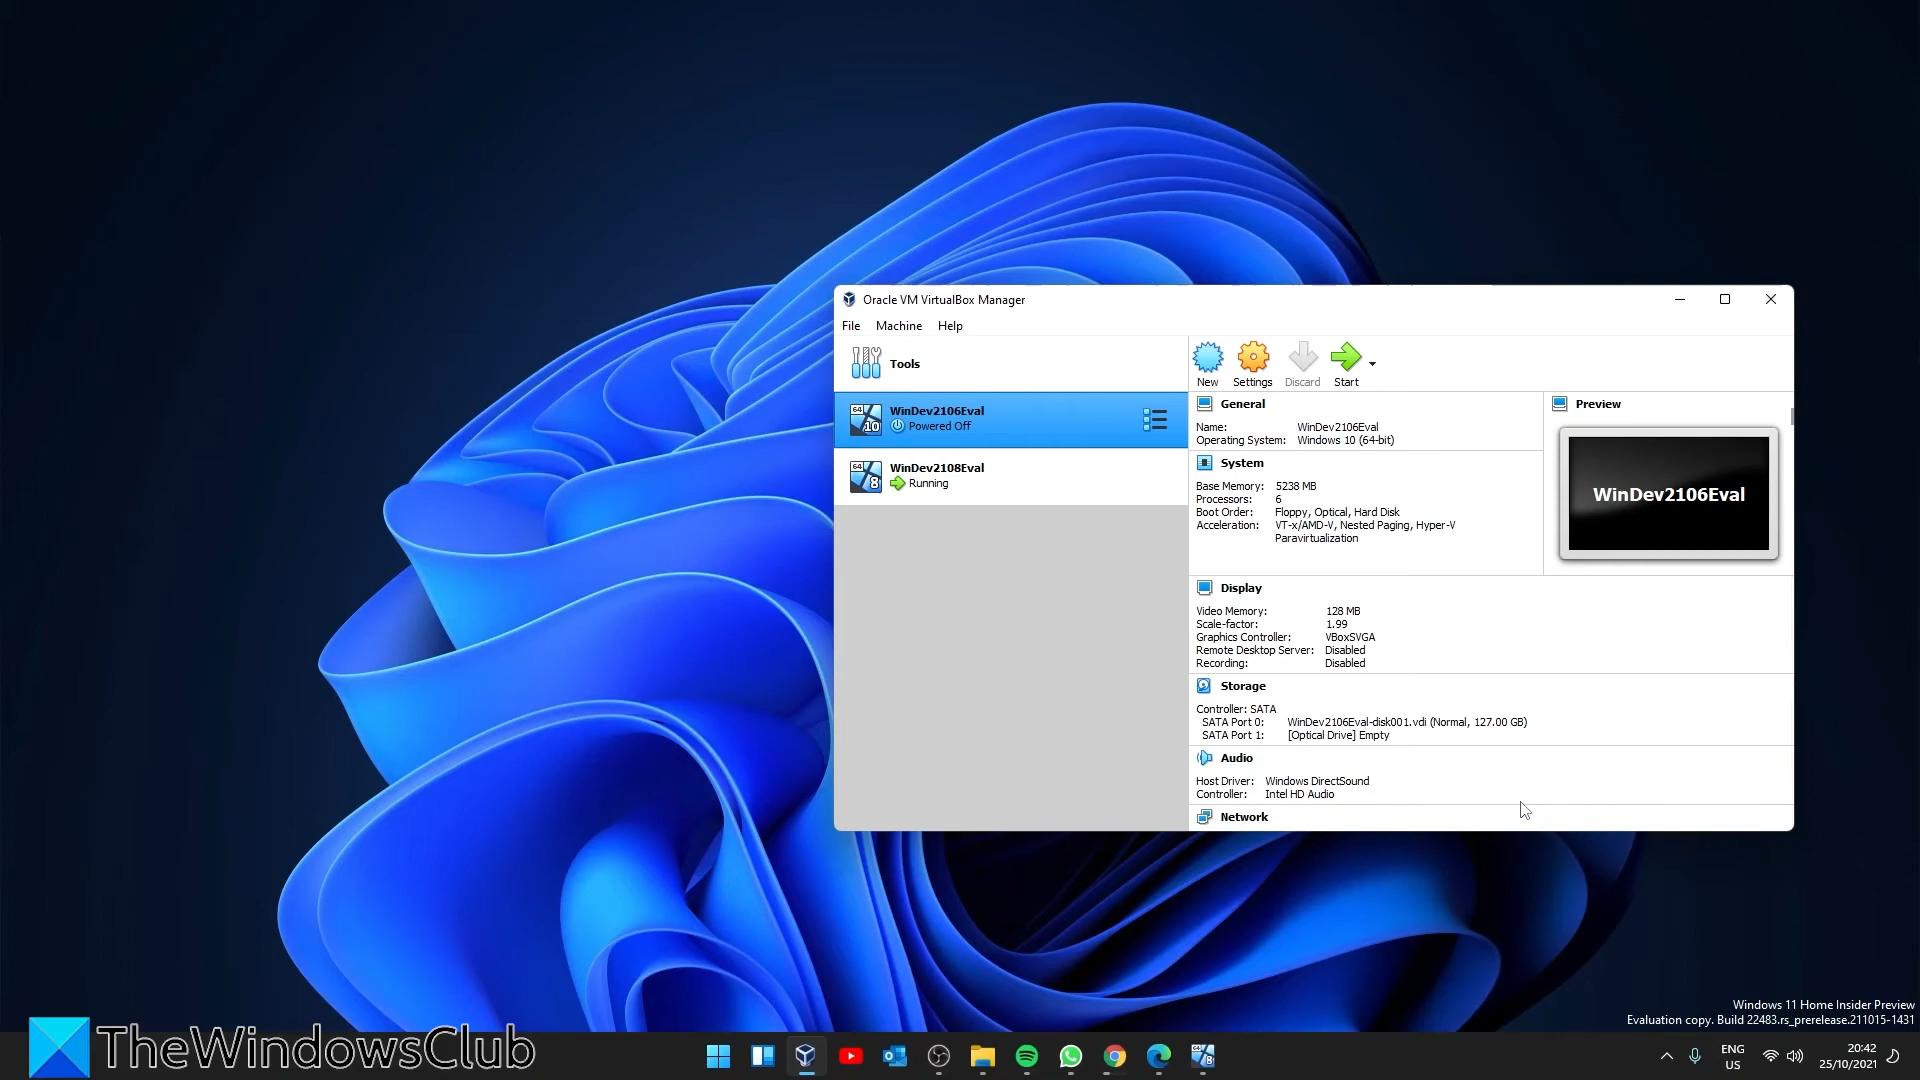 Oracle VM VirtualBox Manager
File Machine Help
Tools
64
10
WinDev2106Eval
Powered Off
64
8
WinDev2108Eval
Running
New Settings Discard Start
General
Name: WinDev2106Eval
Operating System: Windows 10 (64-bit)
System
Base Memory: 5238 MB
Processors: 6
Boot Order: Floppy, Optical, Hard Disk
Acceleration: VT-x/AMD-V, Nested Paging, Hyper-V
Paravirtualization
Preview
WinDev2106Eval
Display
Video Memory: 128 MB
Scale-factor: 1.99
Graphics Controller: VBoxSVGA
Remote Desktop Server: Disabled
Recording: Disabled
Storage
Controller: SATA
SATA Port 0: WinDev2106Eval-disk001.vdi (Normal, 127.00 GB)
SATA Port 1: [Optical Drive] Empty
Audio
Host Driver: Windows DirectSound
Controller: Intel HD Audio
Network
Windows 11 Home Insider Preview
Evaluation copy. Build 22483.rs_prerelease.211015-1431
TheWindowsClub
ENG
US
20:42
25/10/2021